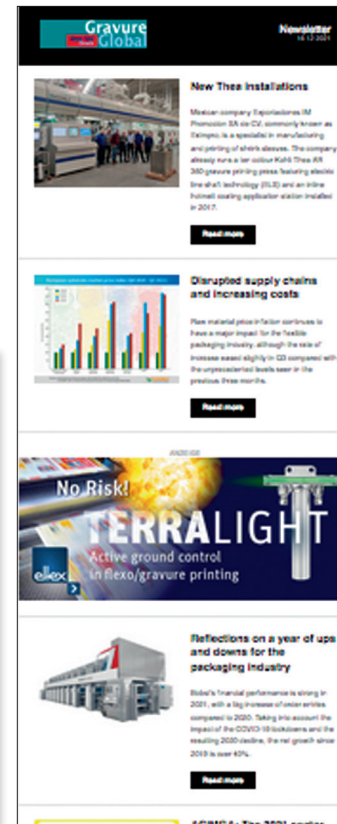 Gravure
Global
Newsletter
16.12.2021
New Thea installations
Mexican company Exportaciones IM
Promoción SA de CV, commonly known as
Eximpro, is a specialist in manufacturing
and printing of shrink sleeves. The company
already runs a ten colour Kohli Thea AR
360 gravure printing press featuring electric
line shaft technology (ELS) and an inline
hotmelt coating application station installed
in 2017.
Read more
Disrupted supply chains
and increasing costs
Raw material price inflation continues to
have a major impact for the flexible
packaging industry, although the rate of
increase eased slightly in Q3 compared with
the unprecedented levels seen in the
previous three months.
Read more
ANZEIGE
No Risk!
TERRALIGHT
Active ground control
in flexo/gravure printing
eltex
Reflections on a year of ups
and downs for the
packaging industry
Bobst's financial performance is strong in
2021, with a big increase of order entries
compared to 2020. Taking into account the
impact of the COVID-19 lockdowns and the
resulting 2020 decline, the net growth since
2019 is over 40%.
Read more
The 2021 series